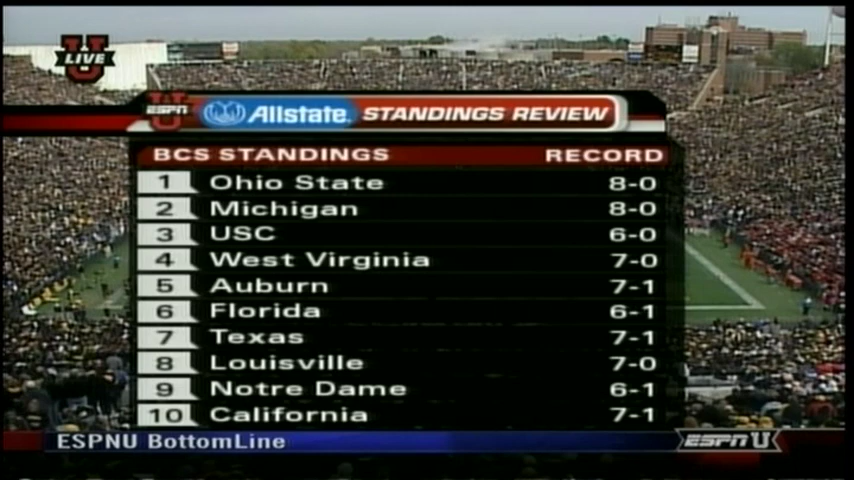 U
LIVE
ESPN U Allstate. STANDINGS REVIEW
BCS STANDINGS RECORD
1 Ohio State 8-0
2 Michigan 8-0
3 USC 6-0
4 West Virginia 7-0
5 Auburn 7-1
6 Florida 6-1
7 Texas 7-1
8 Louisville 7-0
9 Notre Dame 6-1
10 California 7-1
ESPNU BottomLine ESPN U